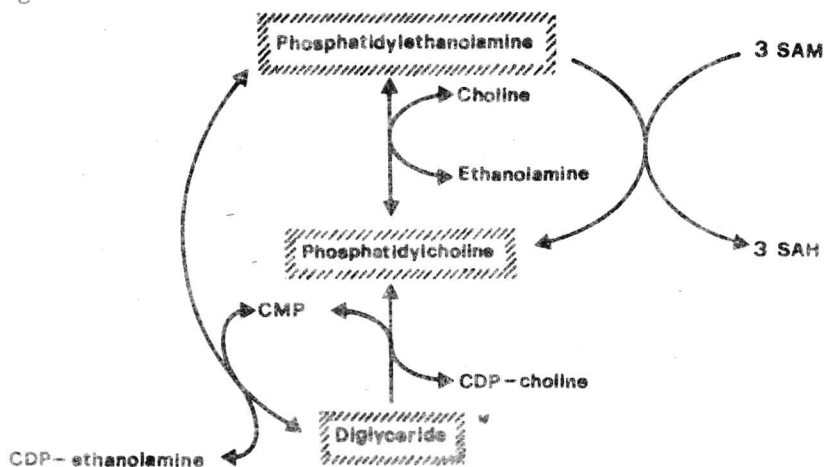 Phosphatidylethanolamine
3 SAM
Choline
Ethanolamine
Phosphatidylcholine
3 SAH
CMP
CDP-choline
Diglyceride
CDP-ethanolamine